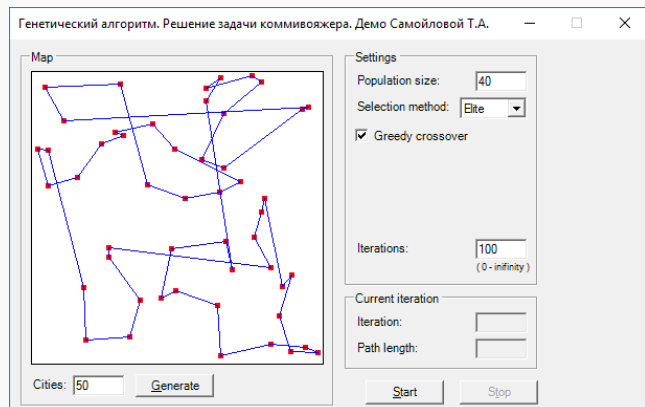 Генетический алгоритм. Решение задачи коммивояжера. Демо Самойловой Т.А.
Map
Settings
Population size: 40
Selection method: Elite
Greedy crossover
Iterations: 100
( 0 - inifinity )
Current iteration
Iteration:
Path length:
Cities: 50 Generate
Start Stop